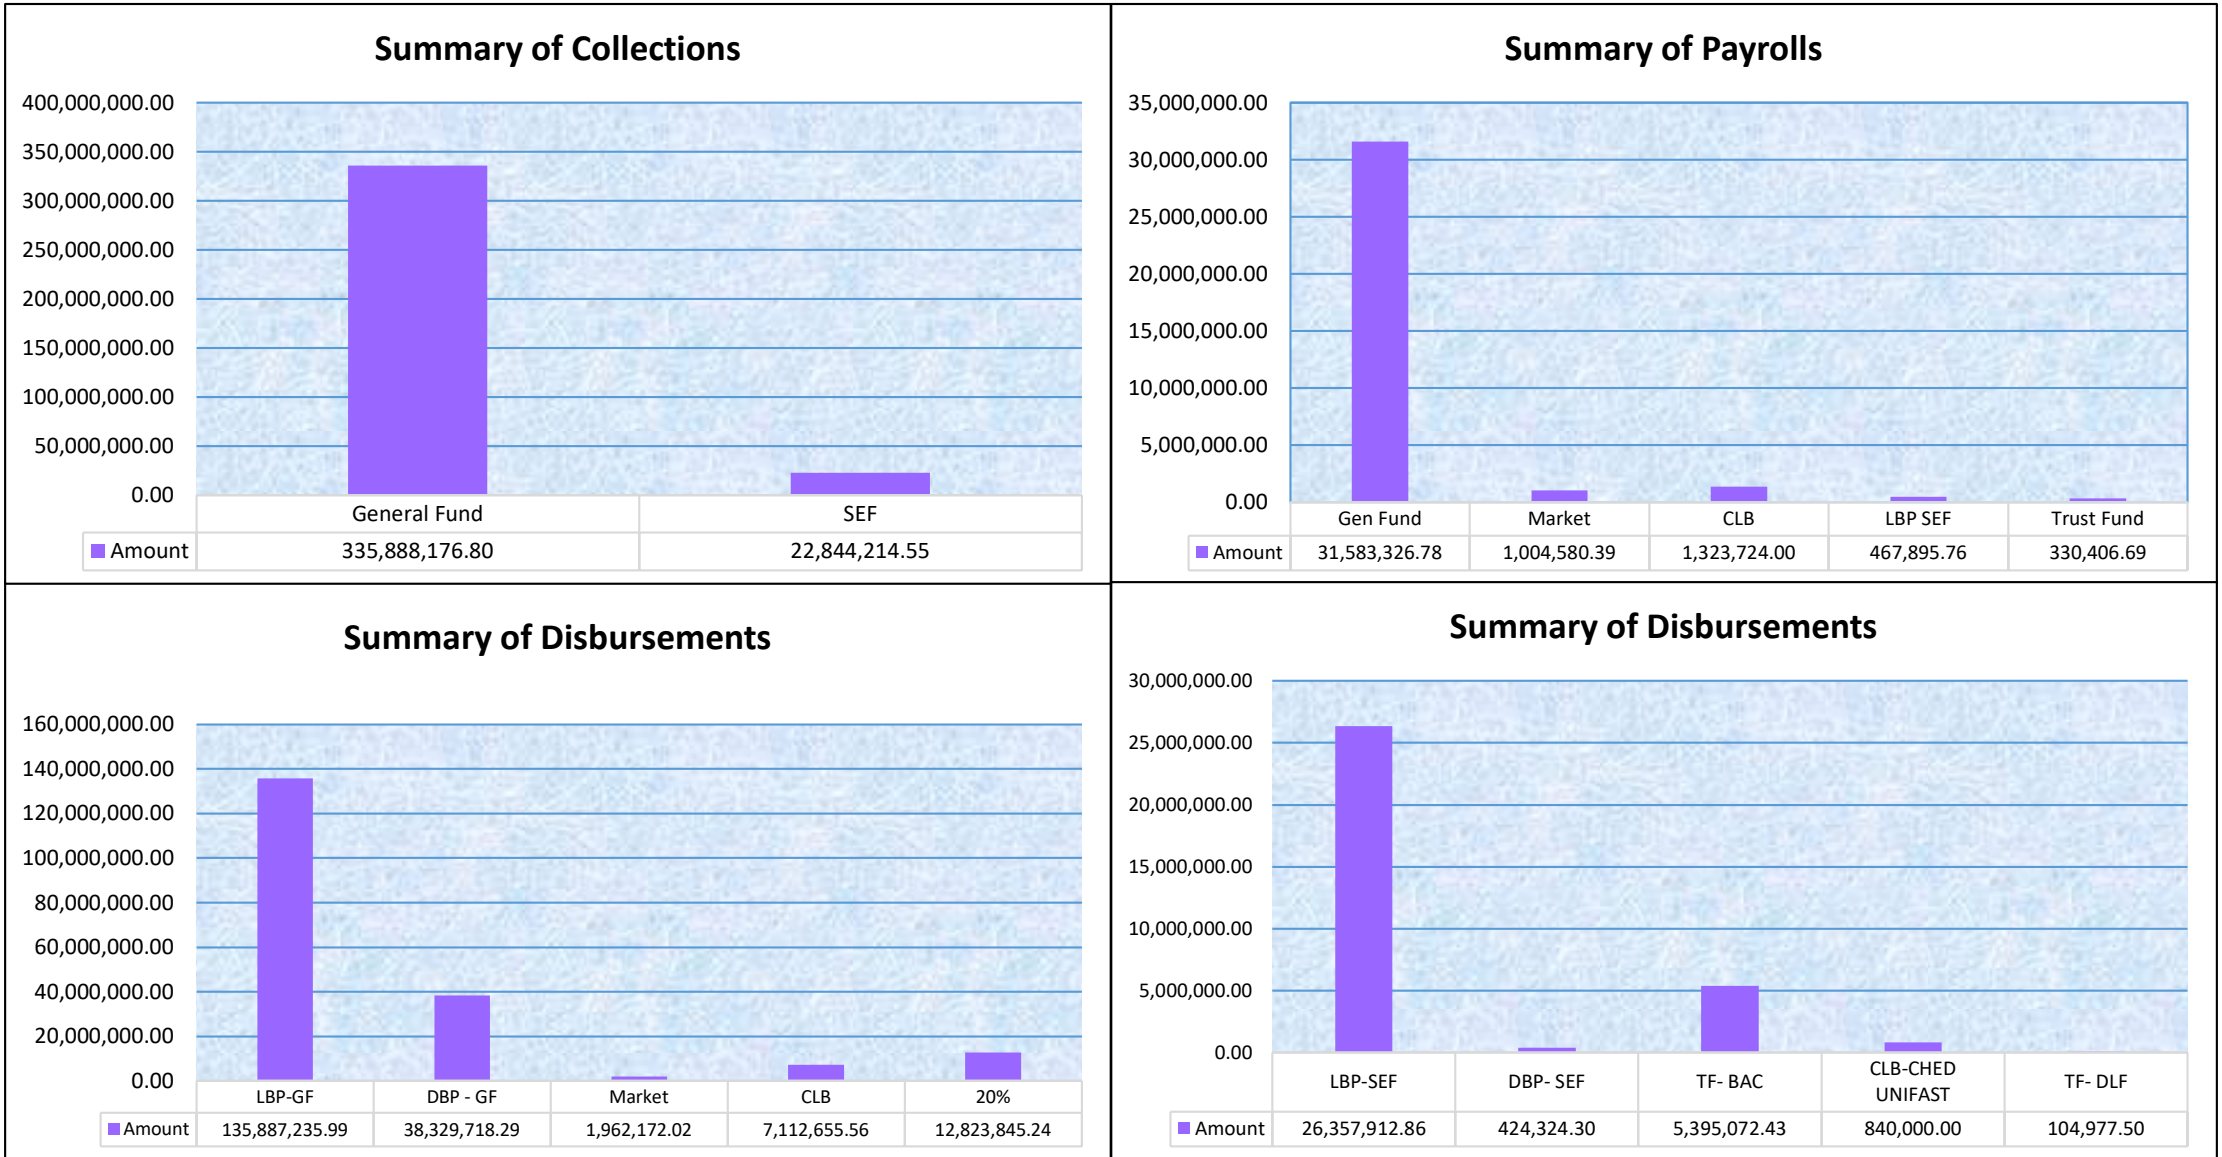 Summary of Collections
400,000,000.00
350,000,000.00
300,000,000.00
250,000,000.00
200,000,000.00
150,000,000.00
100,000,000.00
50,000,000.00
0.00
General Fund SEF
Amount 335,888,176.80 22,844,214.55
Summary of Payrolls
35,000,000.00
30,000,000.00
25,000,000.00
20,000,000.00
15,000,000.00
10,000,000.00
5,000,000.00
0.00
Gen Fund Market CLB LBP SEF Trust Fund
Amount 31,583,326.78 1,004,580.39 1,323,724.00 467,895.76 330,406.69
Summary of Disbursements
160,000,000.00
140,000,000.00
120,000,000.00
100,000,000.00
80,000,000.00
60,000,000.00
40,000,000.00
20,000,000.00
0.00
LBP-GF DBP - GF Market CLB 20%
Amount 135,887,235.99 38,329,718.29 1,962,172.02 7,112,655.56 12,823,845.24
Summary of Disbursements
30,000,000.00
25,000,000.00
20,000,000.00
15,000,000.00
10,000,000.00
5,000,000.00
0.00
LBP-SEF DBP- SEF TF- BAC CLB-CHED UNIFAST TF- DLF
Amount 26,357,912.86 424,324.30 5,395,072.43 840,000.00 104,977.50